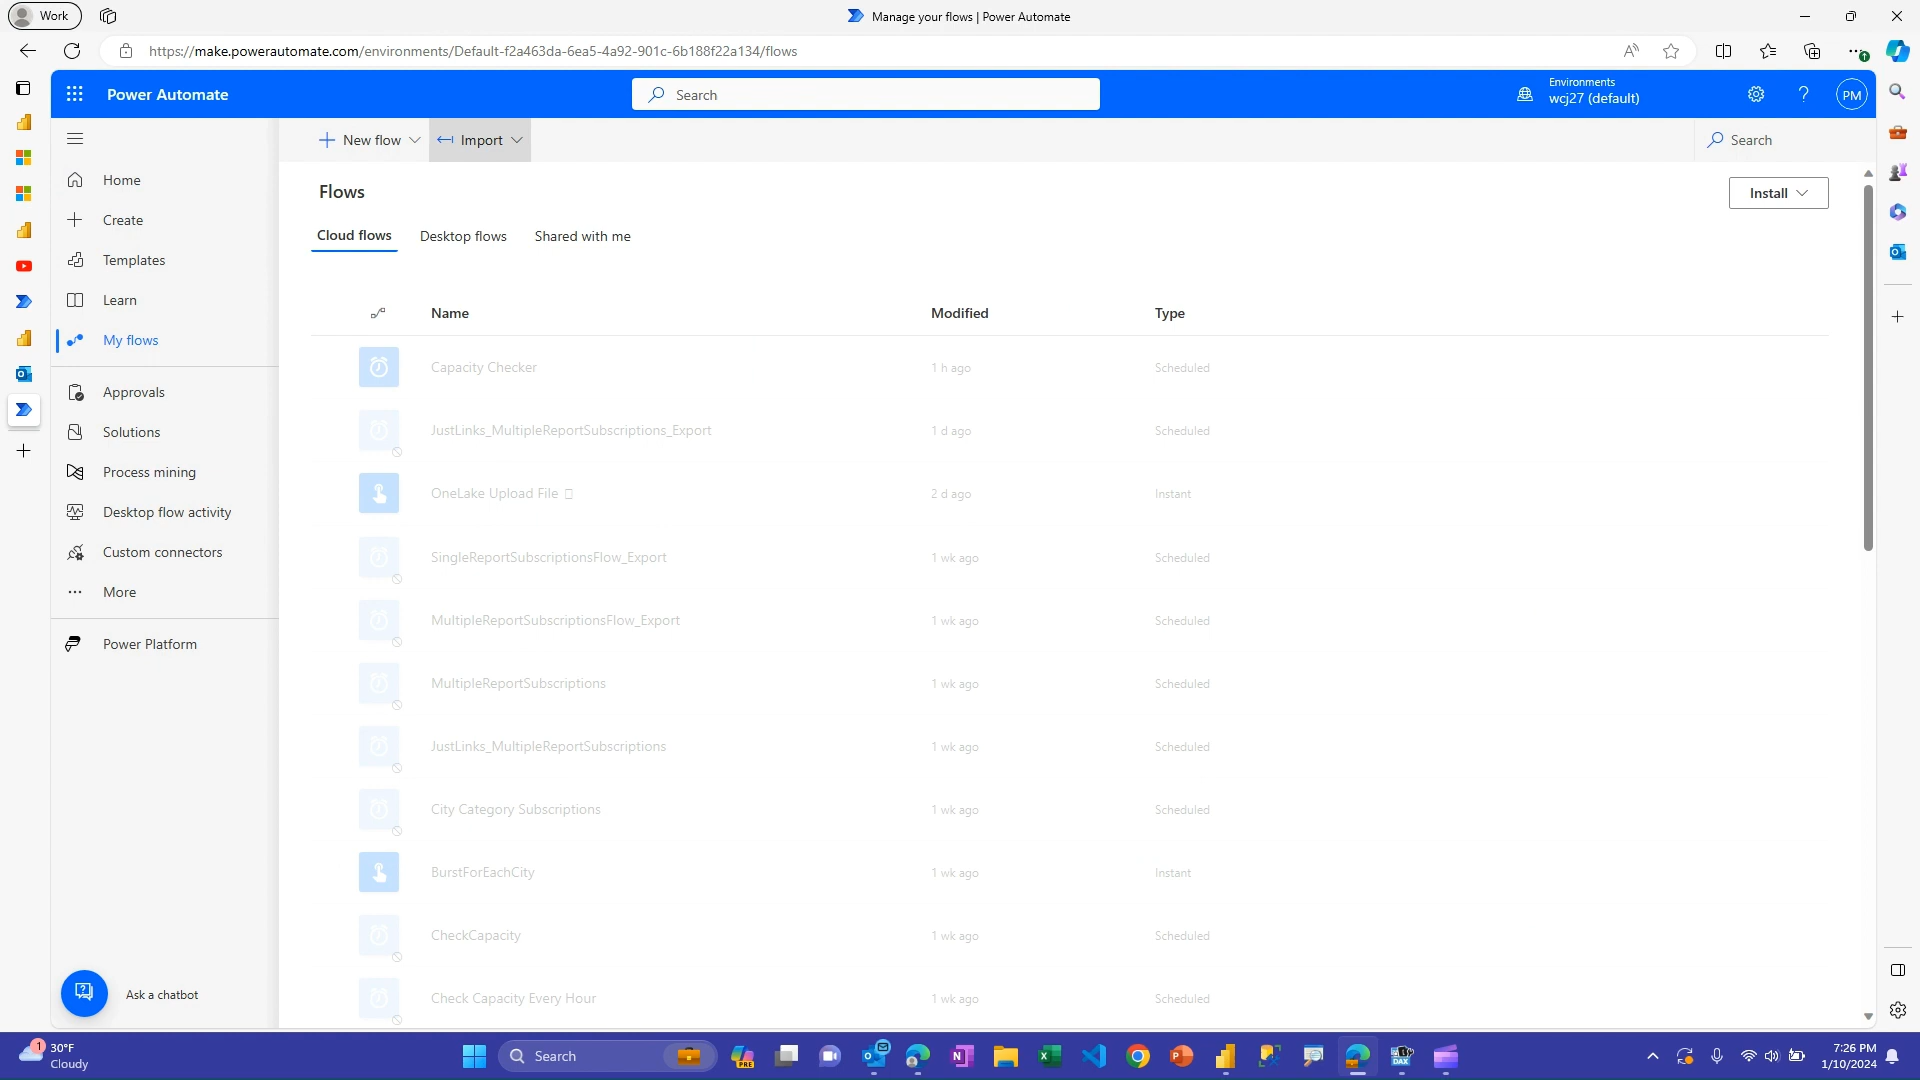 Work
Manage your flows | Power Automate
https://make.powerautomate.com/environments/Default-f2a463da-6ea5-4a92-901c-6b188f22a134/flows
Power Automate
Search
Environments
wcj27 (default)
?
PM
New flow
Import
Search
Home
Create
Templates
Learn
My flows
Approvals
Solutions
Process mining
Desktop flow activity
Custom connectors
More
Power Platform
Ask a chatbot
Flows
Install
Cloud flows
Desktop flows
Shared with me
Name Modified Type
Capacity Checker 1 h ago Scheduled
JustLinks_MultipleReportSubscriptions_Export 1 d ago Scheduled
OneLake Upload File 2 d ago Instant
SingleReportSubscriptionsFlow_Export 1 wk ago Scheduled
MultipleReportSubscriptionsFlow_Export 1 wk ago Scheduled
MultipleReportSubscriptions 1 wk ago Scheduled
JustLinks_MultipleReportSubscriptions 1 wk ago Scheduled
City Category Subscriptions 1 wk ago Scheduled
BurstForEachCity 1 wk ago Instant
CheckCapacity 1 wk ago Scheduled
Check Capacity Every Hour 1 wk ago Scheduled
1
30°F
Cloudy
Search
PRE
DAX
7:26 PM
1/10/2024